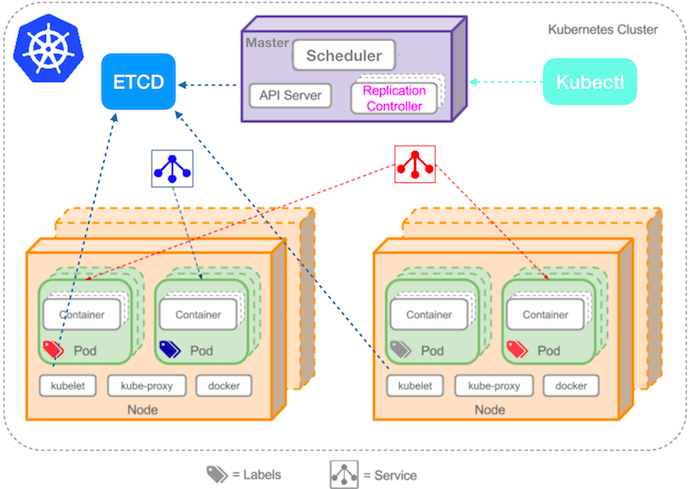 Kubernetes Cluster
Master
Scheduler
ETCD
API Server
Replication
Controller
Kubectl
Container
Container
Pod
Pod
kubelet
kube-proxy
docker
Node
Container
Container
Pod
Pod
kubelet
kube-proxy
docker
Node
= Labels
= Service